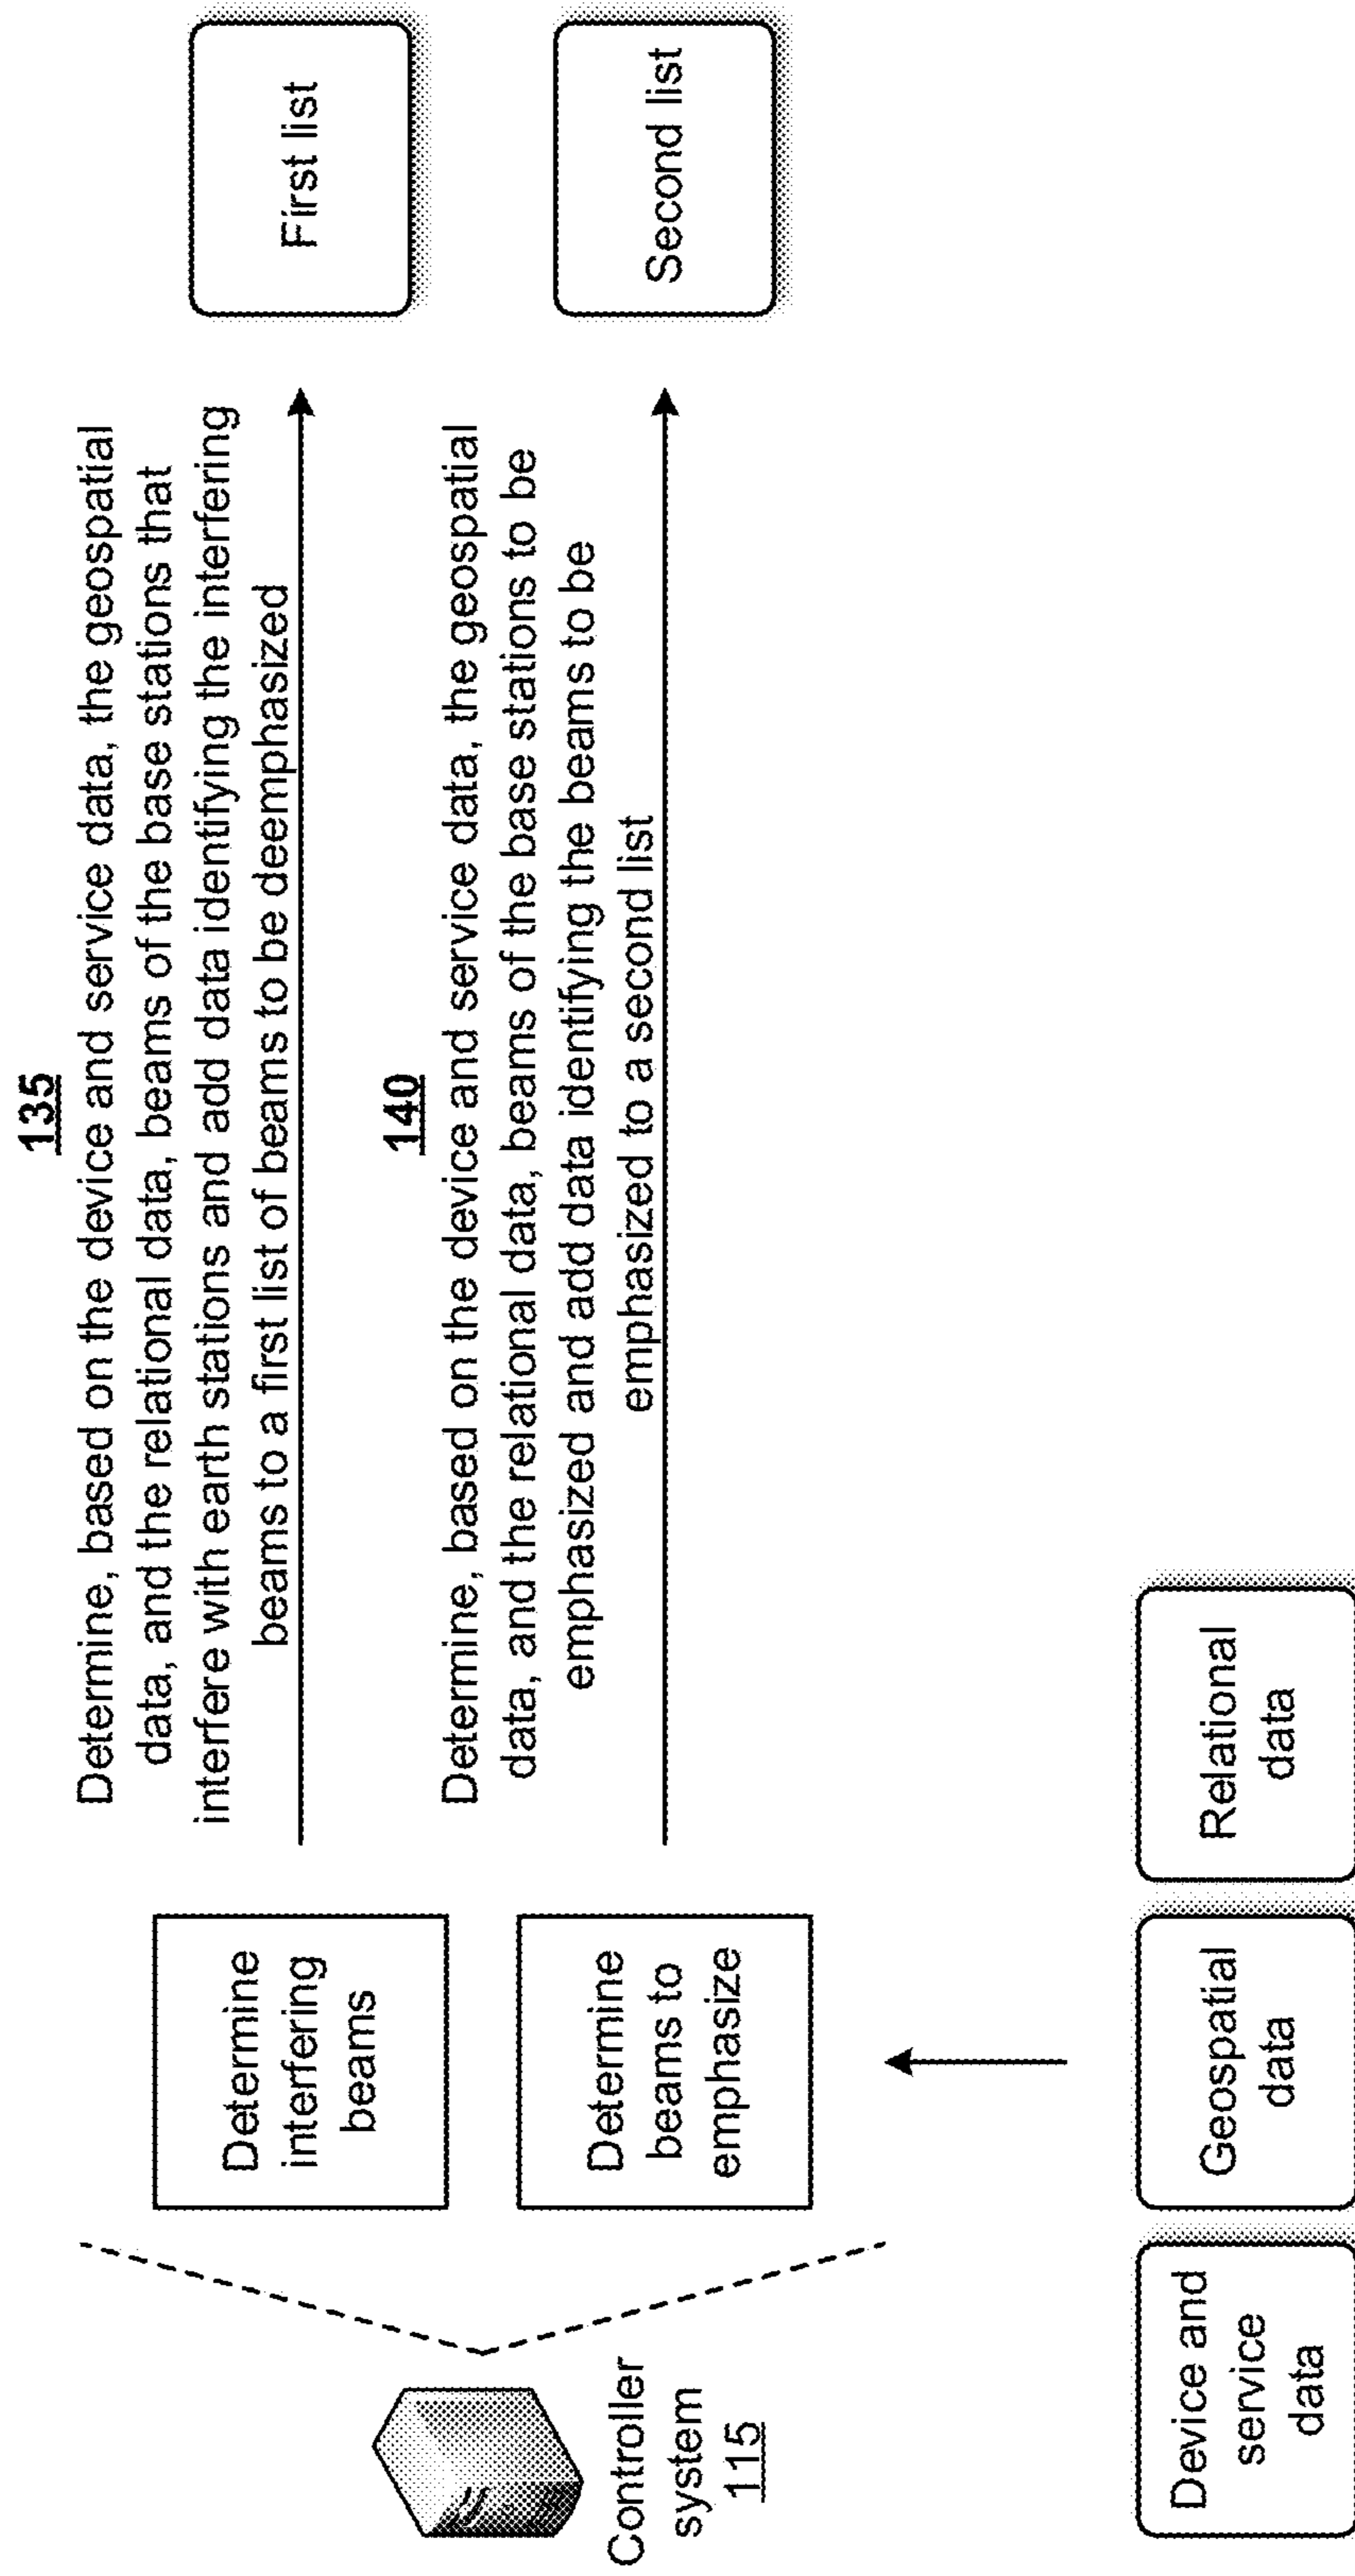 135
Determine, based on the device and service data, the geospatial
data, and the relational data, beams of the base stations that
interfere with earth stations and add data identifying the interfering
beams to a first list of beams to be deemphasized
First list
140
Determine, based on the device and service data, the geospatial
data, and the relational data, beams of the base stations to be
emphasized and add data identifying the beams to be
emphasized to a second list
Second list
Determine
interfering
beams
Determine
beams to
emphasize
Controller
system
115
Device and
service
data
Geospatial
data
Relational
data